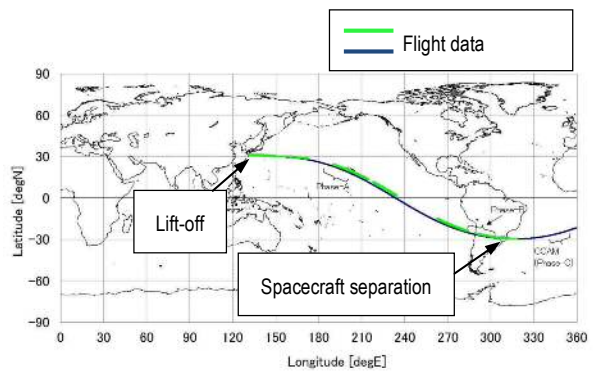 Flight data
90
60
30
0
-30
-60
-90
Latitude [degN]
Lift-off
Phase-A
Phase-B
CCAM
(Phase-C)
Spacecraft separation
0 30 60 90 120 150 180 210 240 270 300 330 360
Longitude [degE]